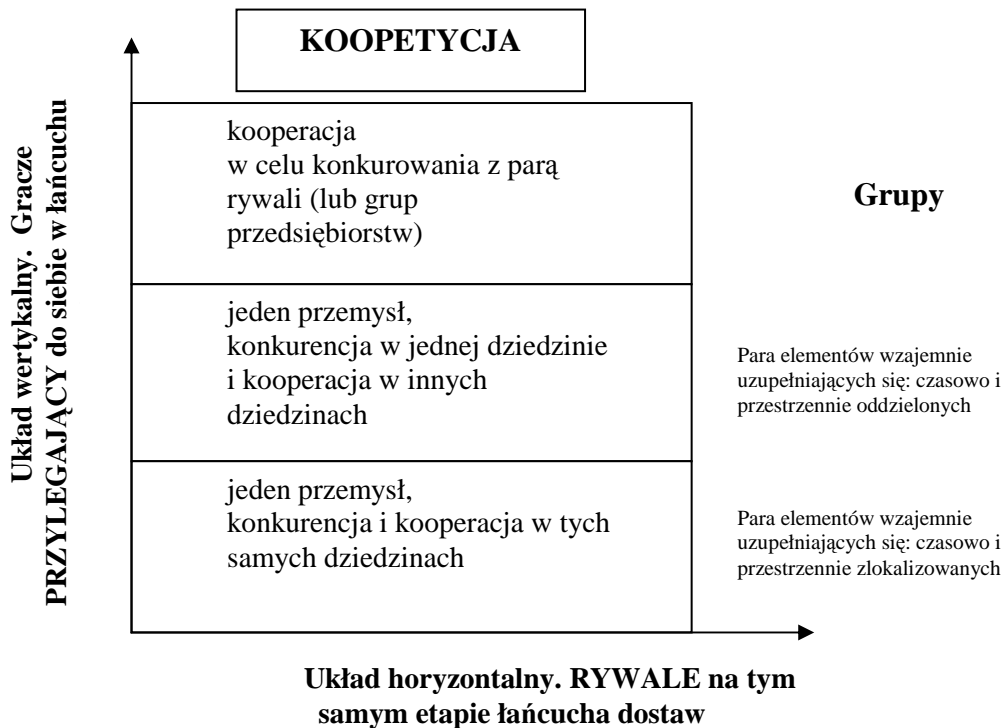 KOOPETYCJA
Układ wertykalny.  Gracze
PRZYLEGAJĄCY do siebie w łańcuchu
kooperacja
w celu konkurowania z parą
rywali (lub grup
przedsiębiorstw)
Grupy
jeden przemysł,
konkurencja w jednej dziedzinie
i kooperacja w innych
dziedzinach
Para elementów wzajemnie
uzupełniających się: czasowo i
przestrzennie oddzielonych
jeden przemysł,
konkurencja i kooperacja w tych
samych dziedzinach
Para elementów wzajemnie
uzupełniających się: czasowo i
przestrzennie zlokalizowanych
Układ horyzontalny. RYWALE na tym
samym etapie łańcucha dostaw